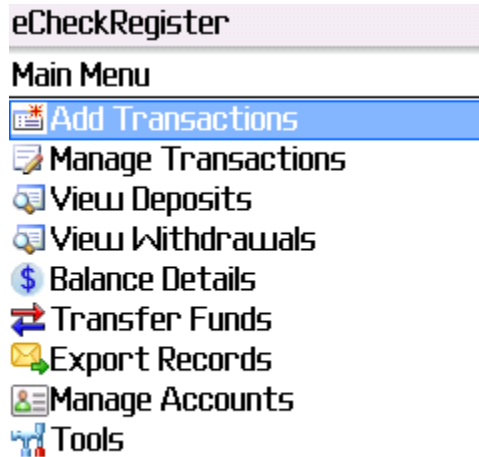 eCheckRegister
Main Menu
Add Transactions
Manage Transactions
View Deposits
View Withdrawals
Balance Details
Transfer Funds
Export Records
Manage Accounts
Tools